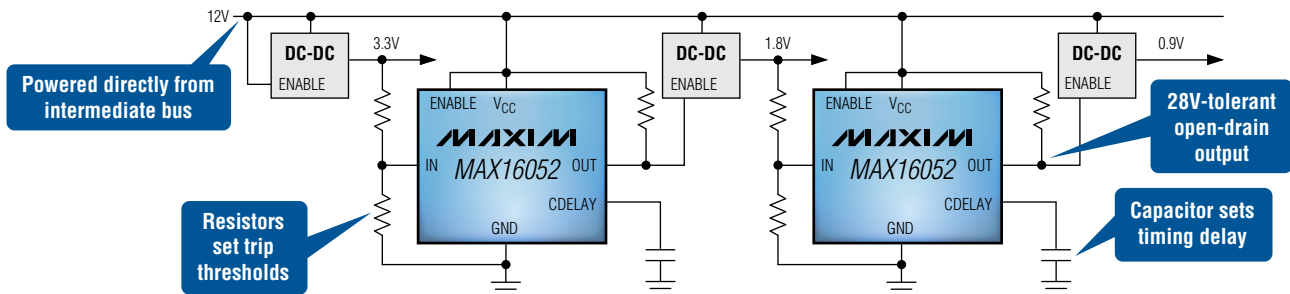 12V
DC-DC
ENABLE
3.3V
Powered directly from
intermediate bus
ENABLE
VCC
MAXIM
MAX16052
IN
OUT
CDELAY
GND
Resistors
set trip
thresholds
DC-DC
ENABLE
1.8V
ENABLE
VCC
MAXIM
MAX16052
IN
OUT
CDELAY
GND
DC-DC
ENABLE
0.9V
28V-tolerant
open-drain
output
Capacitor sets
timing delay